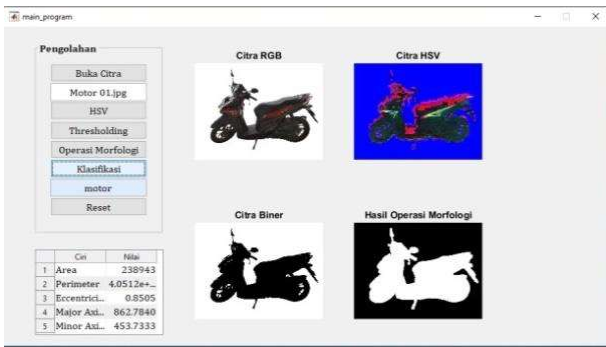 main_program
Pengolahan
Buka Citra
Motor 01.jpg
HSV
Thresholding
Operasi Morfologi
Klasifikasi
motor
Reset
Citra RGB
Citra HSV
Citra Biner
Hasil Operasi Morfologi
Ciri Nilai
1 Area 238943
2 Perimeter 4.0512e+...
3 Eccentrici... 0.8505
4 Major Axi... 862.7840
5 Minor Axi... 453.7333